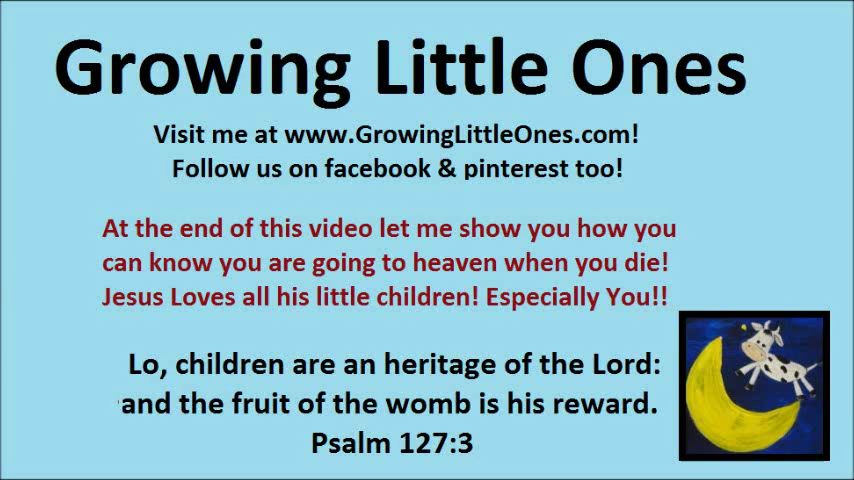 Growing Little Ones
Visit me at www.GrowingLittleOnes.com!
Follow us on facebook & pinterest too!
At the end of this video let me show you how you
can know you are going to heaven when you die!
Jesus Loves all his little children! Especially You!!
Lo, children are an heritage of the Lord:
and the fruit of the womb is his reward.
Psalm 127:3